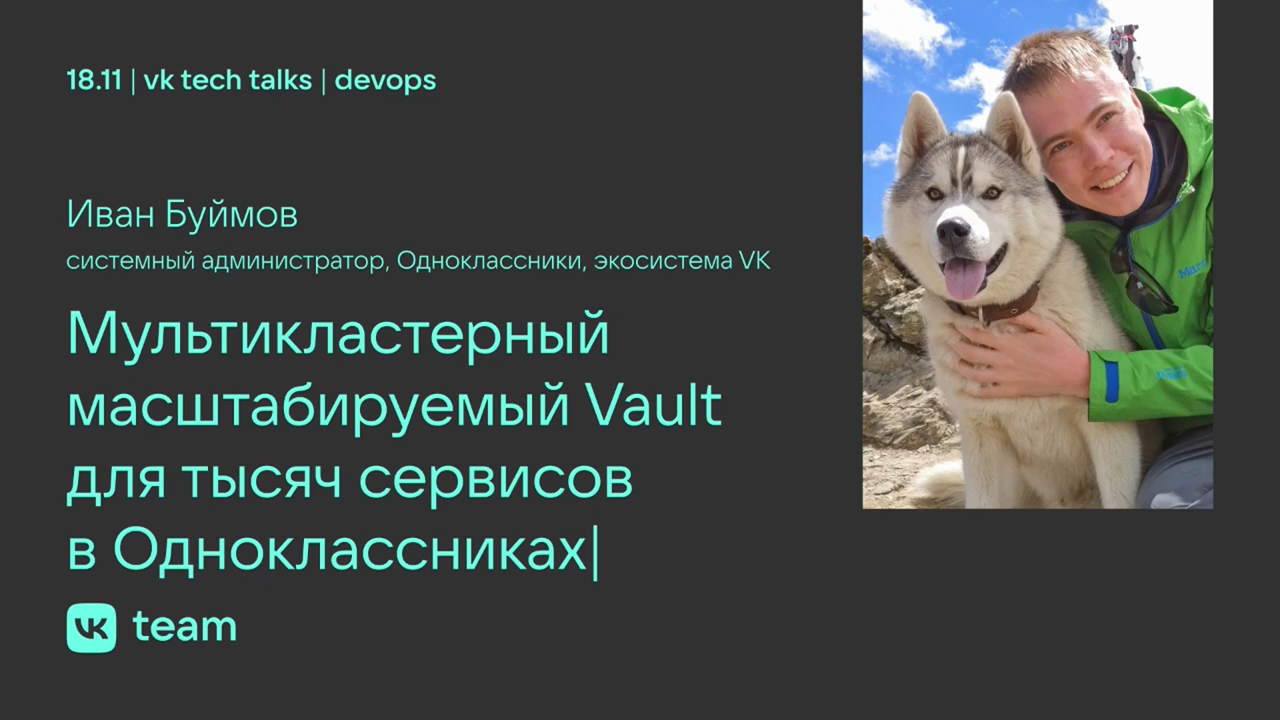 18.11 | vk tech talks | devops
Иван Буймов
системный администратор, Одноклассники, экосистема VK
Мультикластерный
масштабируемый Vault
для тысяч сервисов
в Одноклассниках|
VK team